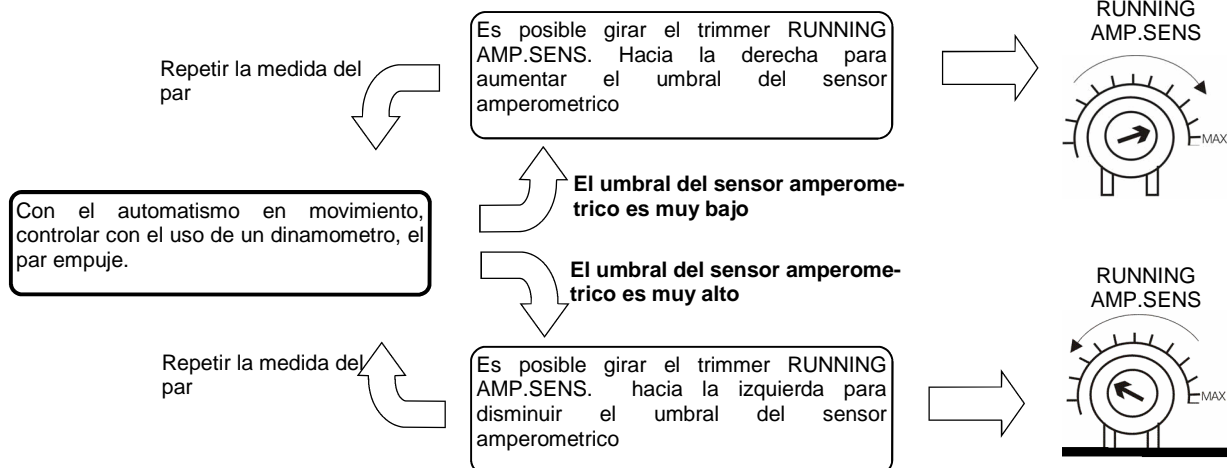 RUNNING
AMP.SENS
Es posible girar el trimmer RUNNING
AMP.SENS. Hacia la derecha para
aumentar el umbral del sensor
amperometrico
MAX
Repetir la medida del
par
El umbral del sensor amperome-
trico es muy bajo
Con el automatismo en movimiento,
controlar con el uso de un dinamometro, el
par empuje.
El umbral del sensor amperome-
trico es muy alto
RUNNING
AMP.SENS
Repetir la medida del
par
Es posible girar el trimmer RUNNING
AMP.SENS. hacia la izquierda para
disminuir el umbral del sensor
amperometrico
MAX